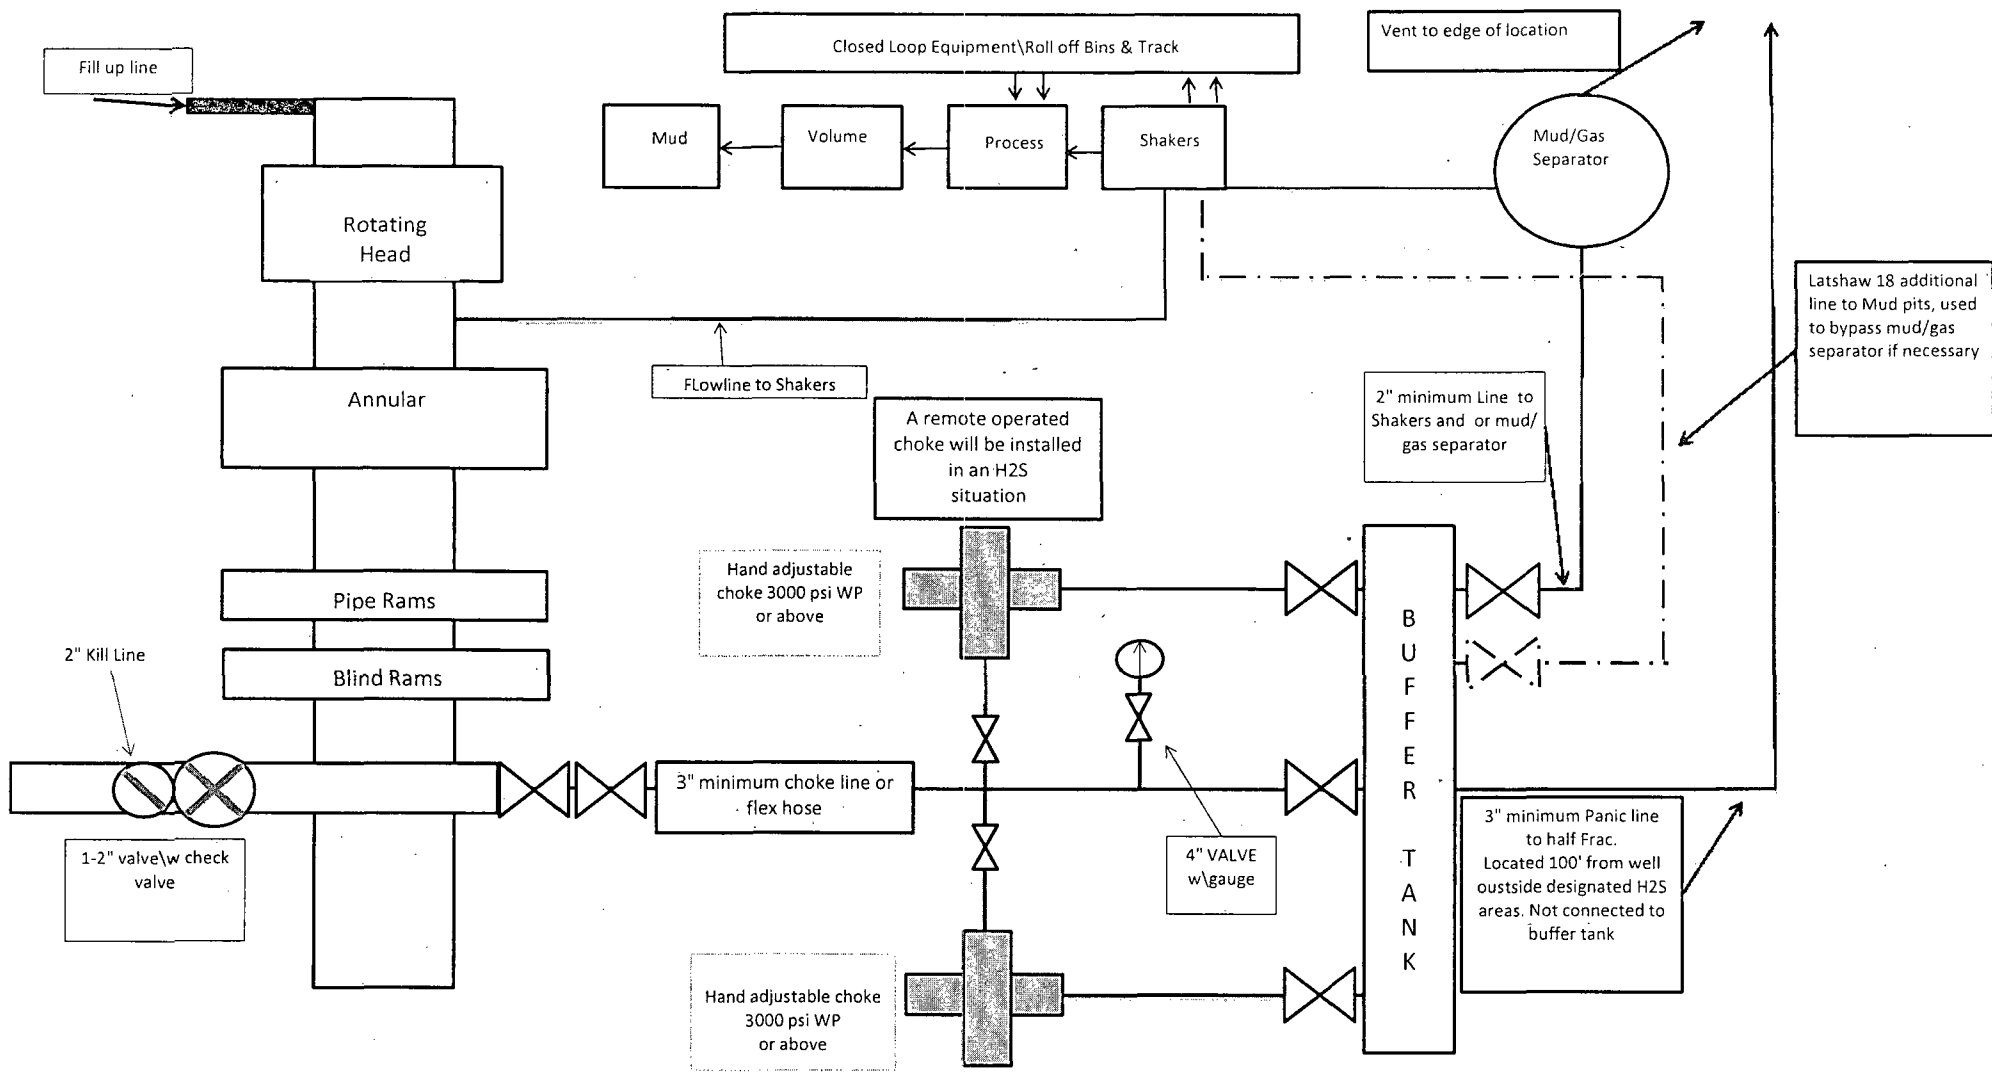 Closed Loop Equipment\Roll off Bins & Track
Vent to edge of location
Fill up line
Mud
Volume
Process
Shakers
Mud/Gas
Separator
Rotating
Head
Latshaw 18 additional
line to Mud pits, used
to bypass mud/gas
separator if necessary
FLowline to Shakers
Annular
2" minimum Line to
Shakers and or mud/
gas separator
A remote operated
choke will be installed
in an H2S
situation
Hand adjustable
choke 3000 psi WP
or above
Pipe Rams
2" Kill Line
Blind Rams
BUFFER TANK
3" minimum choke line or
flex hose
1-2" valve\w check
valve
4" VALVE
w\gauge
3" minimum Panic line
to half Frac.
Located 100' from well
oustside designated H2S
areas. Not connected to
buffer tank
Hand adjustable choke
3000 psi WP
or above